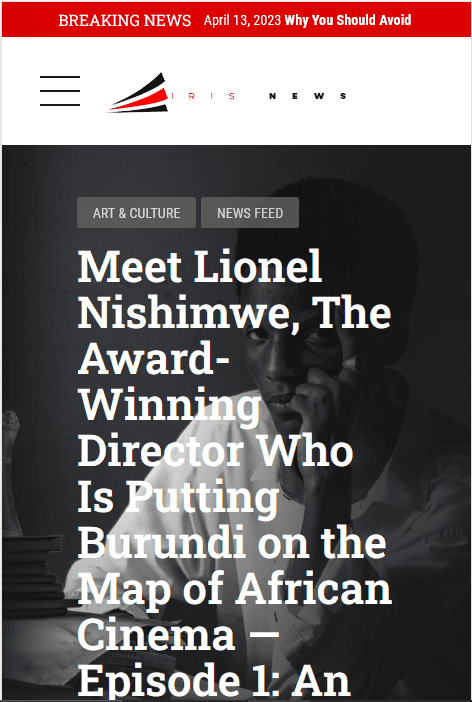 BREAKING NEWS April 13, 2023 Why You Should Avoid
IRIS NEWS
ART & CULTURE NEWS FEED
Meet Lionel
Nishimwe, The
Award-
Winning
Director Who
Is Putting
Burundi on the
Map of African
Cinema —
Episode 1: An